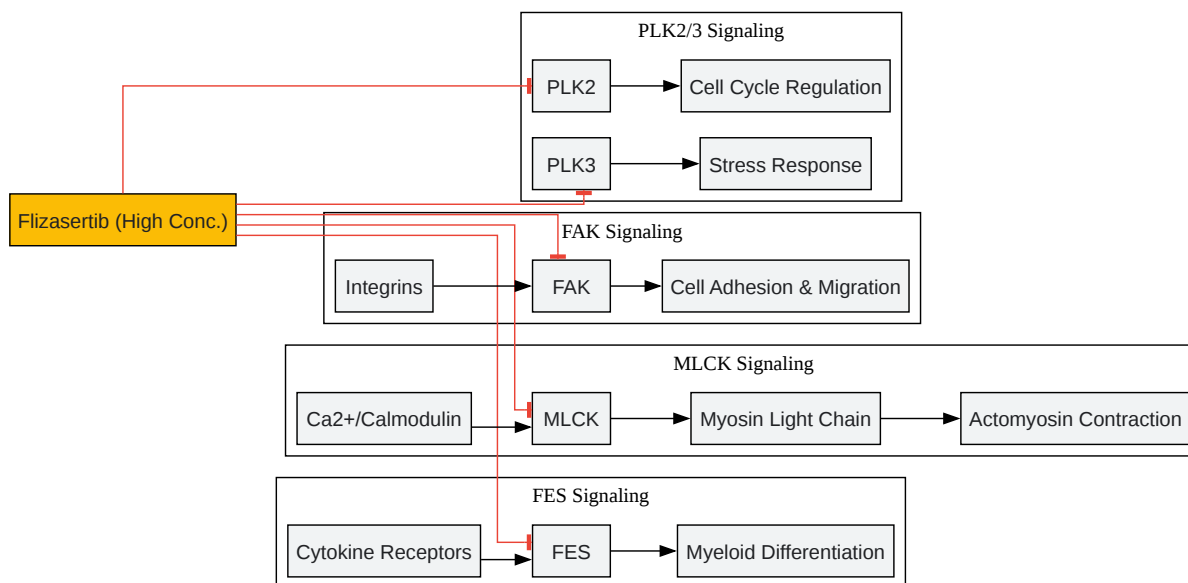 PLK2/3 Signaling
PLK2
Cell Cycle Regulation
PLK3
Stress Response
Flizasertib (High Conc.)
FAK Signaling
Integrins
FAK
Cell Adhesion & Migration
MLCK Signaling
Ca2+/Calmodulin
MLCK
Myosin Light Chain
Actomyosin Contraction
FES Signaling
Cytokine Receptors
FES
Myeloid Differentiation